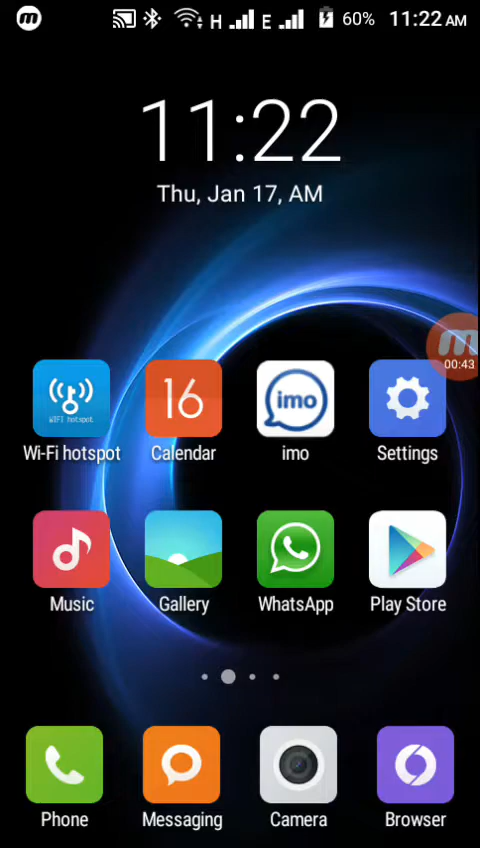 H E 60% 11:22 AM
11:22
Thu, Jan 17, AM
00:43
WIFI hotspot 16 imo
Wi-Fi hotspot Calendar imo Settings
Music Gallery WhatsApp Play Store
Phone Messaging Camera Browser